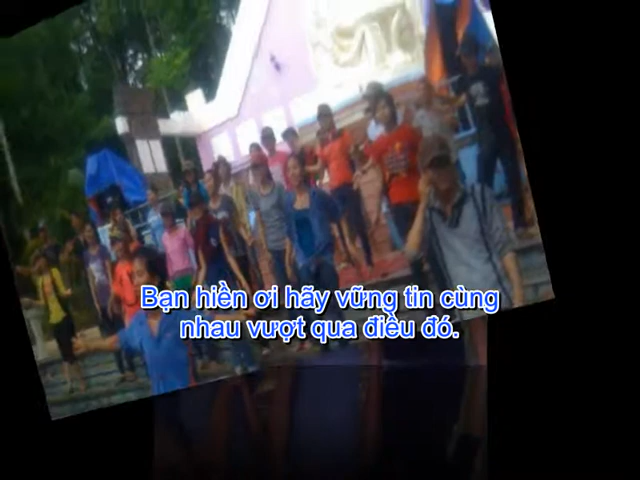 Bạn hiền ơi hãy vững tin cùng
nhau vượt qua điều đó.